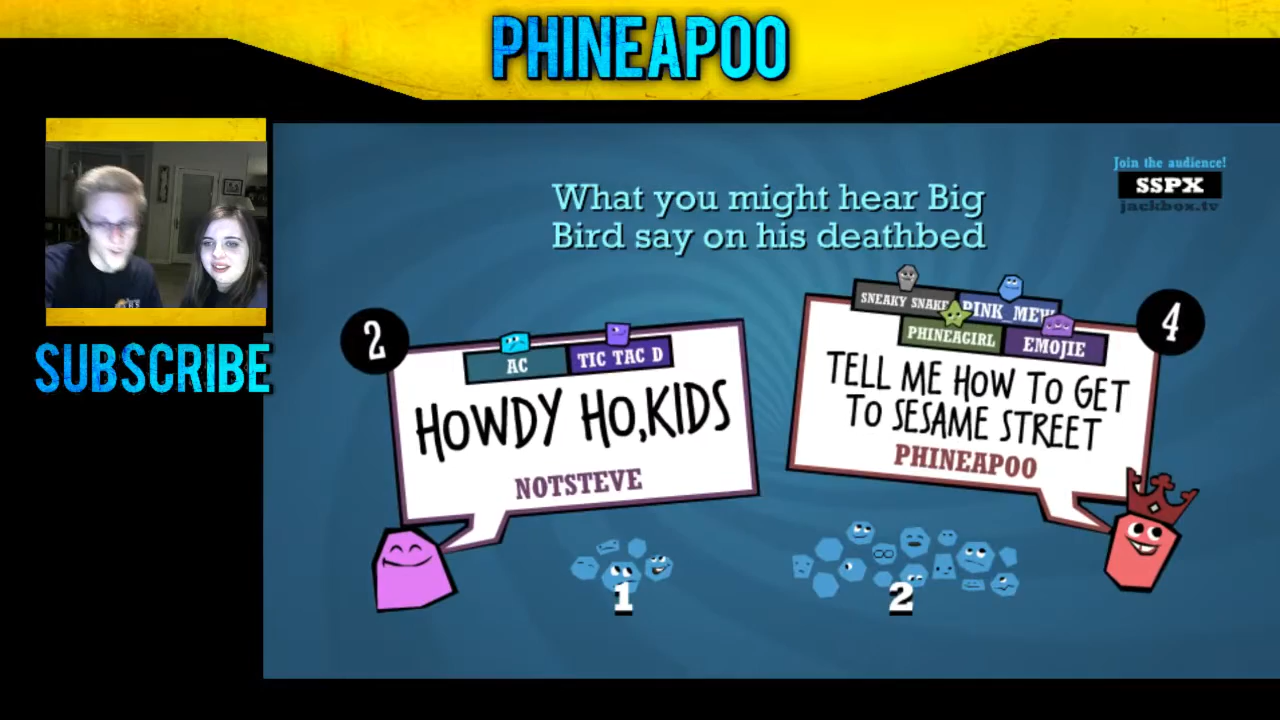 PHINEAPOO
SUBSCRIBE
Join the audience!
SSPX
jackbox.tv
What you might hear Big
Bird say on his deathbed
2
AC
TIC TAC D
HOWDY HO,KIDS
NOTSTEVE
1
4
SNEAKY SNAKE
PINK_MEW
PHINEAGIRL
EMOJIE
TELL ME HOW TO GET
TO SESAME STREET
PHINEAPOO
2